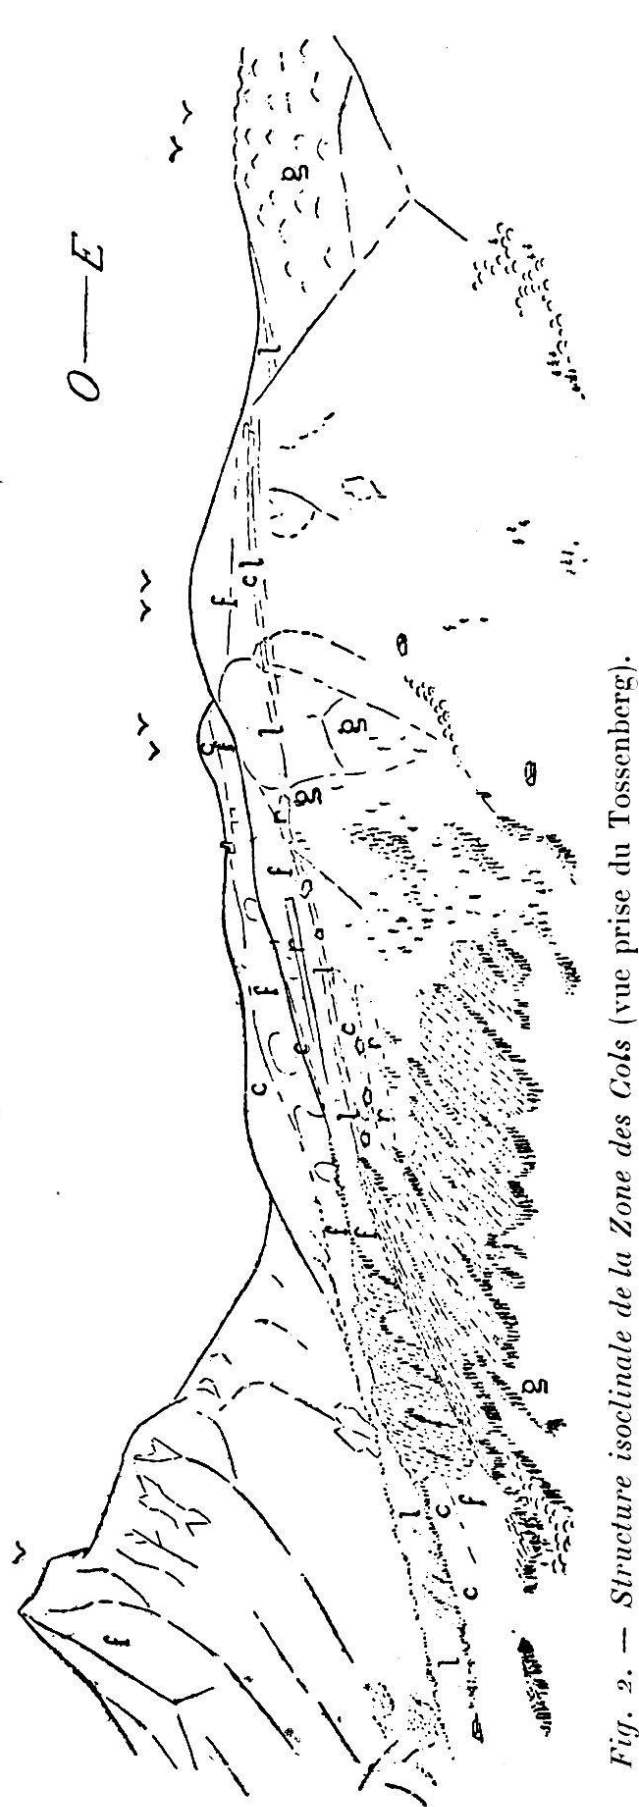 O — E
f
l
c
c
f
l
g
f
f
c
f
c
l
r
c
r
l
r
f
r
g
c
f
l
g
f
c l
l
g
Fig. 2. — Structure isoclinale de la Zone des Cols (vue prise du Tossenberg).